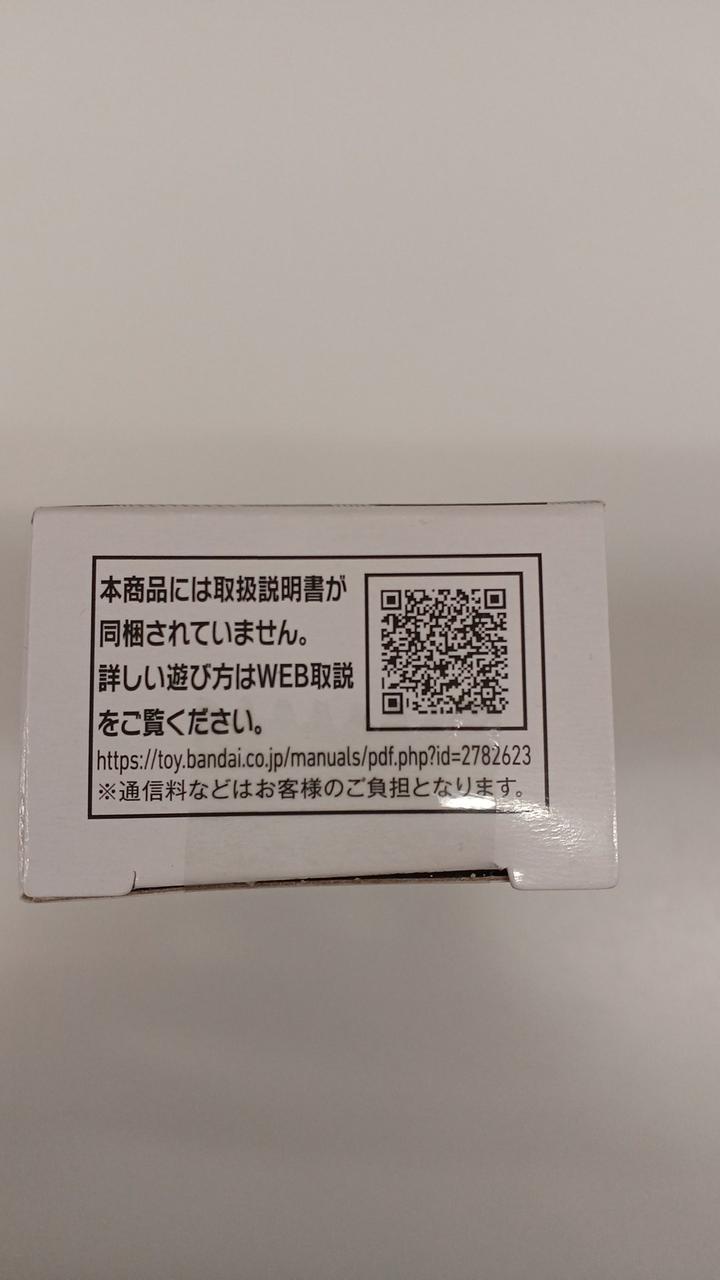 本商品には取扱説明書が
同梱されていません。
詳しい遊び方はWEB取説
をご覧ください。
https://toy.bandai.co.jp/manuals/pdf.php?id=2782623
※通信料などはお客様のご負担となります。